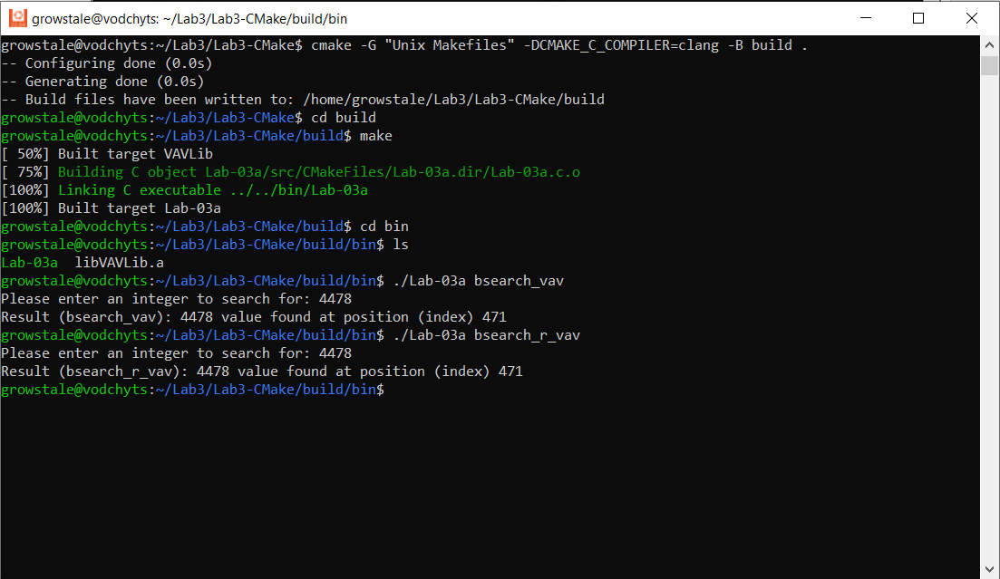 growstale@vodchyts: ~/Lab3/Lab3-CMake/build/bin
growstale@vodchyts:~/Lab3/Lab3-CMake$ cmake -G "Unix Makefiles" -DCMAKE_C_COMPILER=clang -B build .
-- Configuring done (0.0s)
-- Generating done (0.0s)
-- Build files have been written to: /home/growstale/Lab3/Lab3-CMake/build
growstale@vodchyts:~/Lab3/Lab3-CMake$ cd build
growstale@vodchyts:~/Lab3/Lab3-CMake/build$ make
[ 50%] Built target VAVLib
[ 75%] Building C object Lab-03a/src/CMakeFiles/Lab-03a.dir/Lab-03a.c.o
[100%] Linking C executable ../../bin/Lab-03a
[100%] Built target Lab-03a
growstale@vodchyts:~/Lab3/Lab3-CMake/build$ cd bin
growstale@vodchyts:~/Lab3/Lab3-CMake/build/bin$ ls
Lab-03a  libVAVLib.a
growstale@vodchyts:~/Lab3/Lab3-CMake/build/bin$ ./Lab-03a bsearch_vav
Please enter an integer to search for: 4478
Result (bsearch_vav): 4478 value found at position (index) 471
growstale@vodchyts:~/Lab3/Lab3-CMake/build/bin$ ./Lab-03a bsearch_r_vav
Please enter an integer to search for: 4478
Result (bsearch_r_vav): 4478 value found at position (index) 471
growstale@vodchyts:~/Lab3/Lab3-CMake/build/bin$